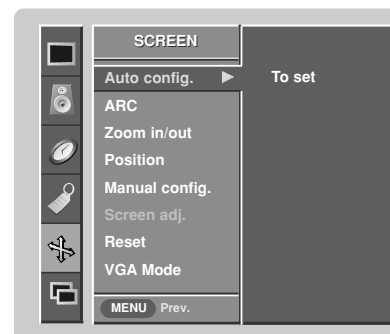 SCREEN
Auto config. ▶ To set
ARC
Zoom in/out
Position
Manual config.
Screen adj.
Reset
VGA Mode
MENU Prev.